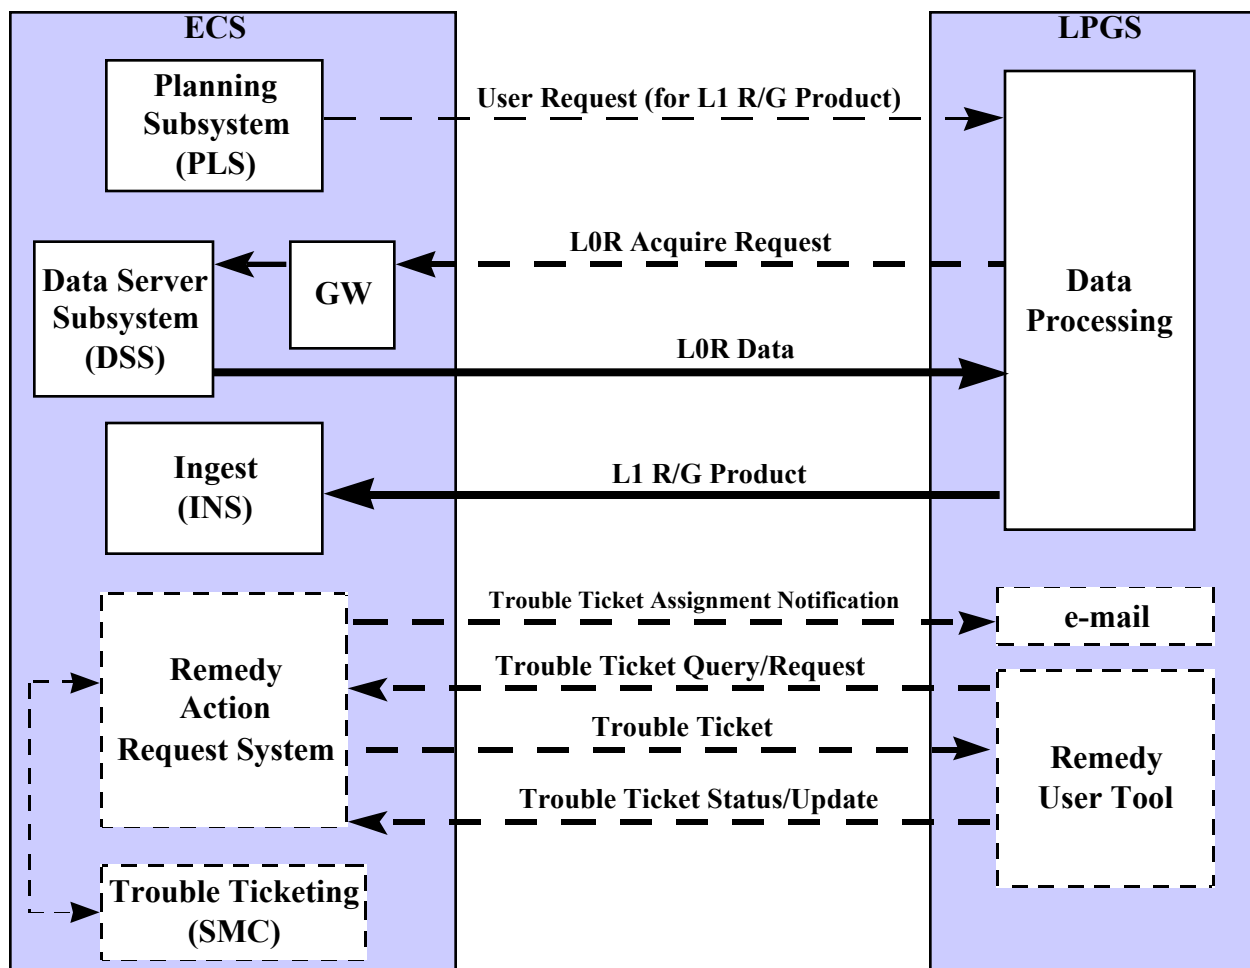 ECS
LPGS
Planning
Subsystem
(PLS)
User Request (for L1 R/G Product)
L0R Acquire Request
Data Server
Subsystem
(DSS)
GW
Data
Processing
L0R Data
Ingest
(INS)
L1 R/G Product
Trouble Ticket Assignment Notification
e-mail
Remedy
Action
Request System
Trouble Ticket Query/Request
Trouble Ticket
Trouble Ticket Status/Update
Remedy
User Tool
Trouble Ticketing
(SMC)